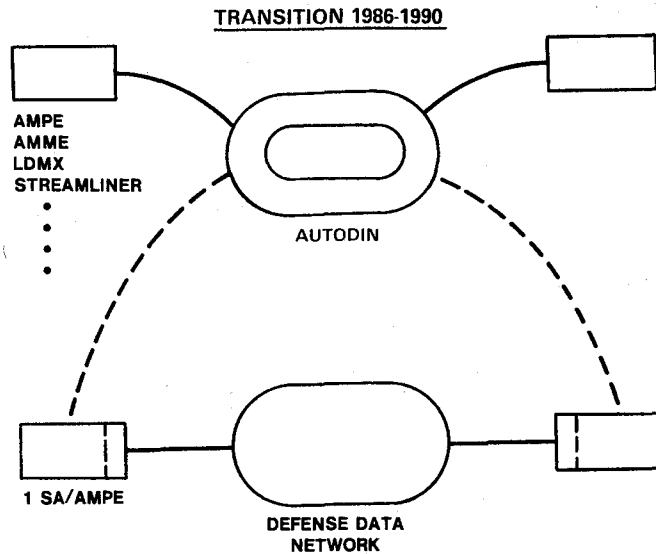 TRANSITION 1986-1990
AMPE
AMME
LDMX
STREAMLINER
AUTODIN
1 SA/AMPE
DEFENSE DATA
NETWORK